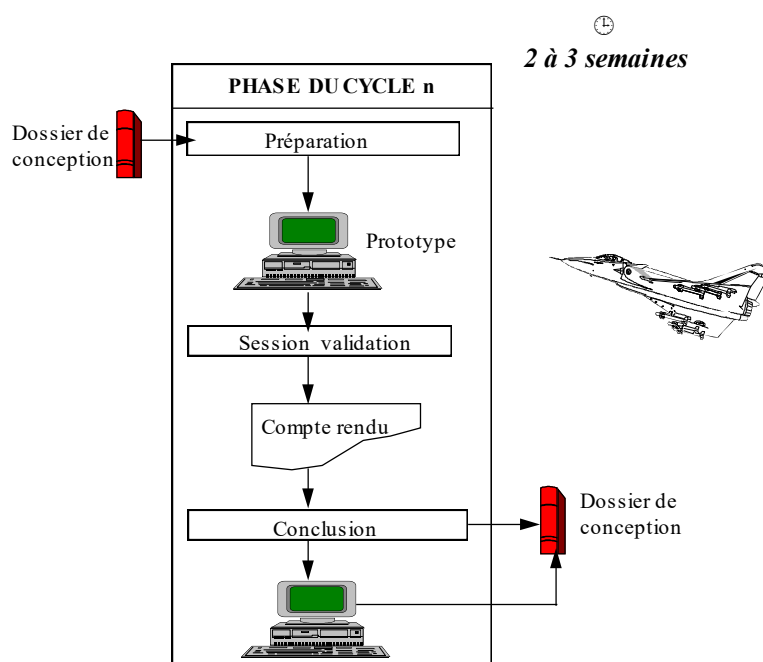 2 à 3 semaines
PHASE DU CYCLE n
Dossier de
conception
Préparation
Prototype
Session validation
Compte rendu
Conclusion
Dossier de
conception